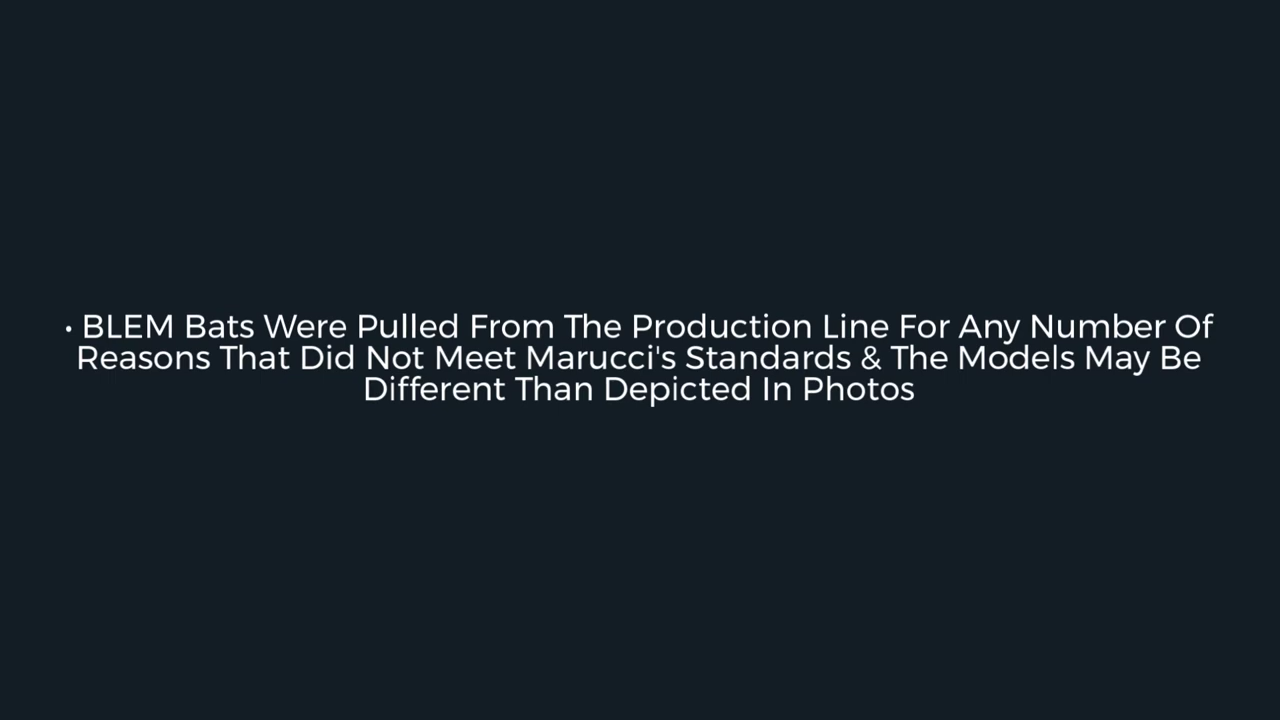 • BLEM Bats Were Pulled From The Production Line For Any Number Of
Reasons That Did Not Meet Marucci's Standards & The Models May Be
Different Than Depicted In Photos